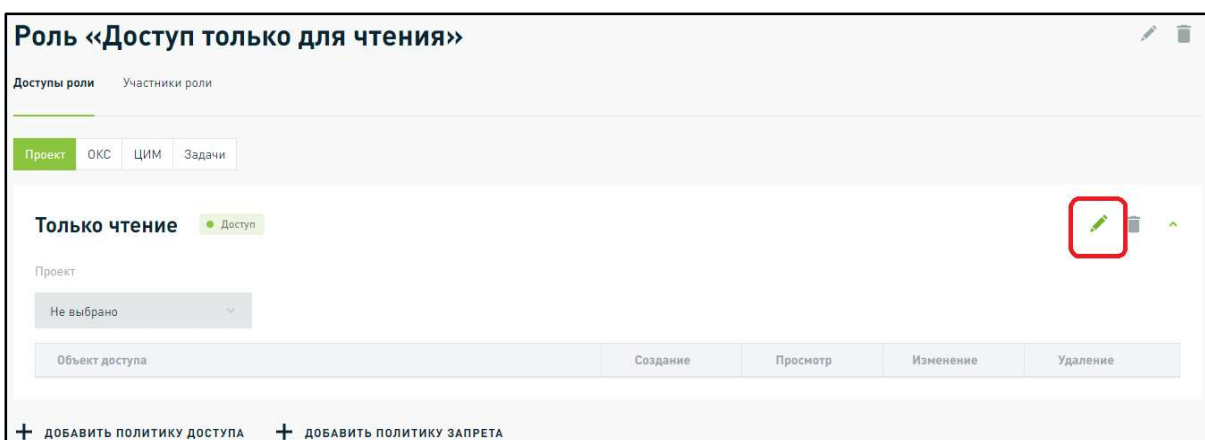 Роль «Доступ только для чтения»
Доступы роли Участники роли
Проект ОКС ЦИМ Задачи
Только чтение Доступ
Проект
Не выбрано
Объект доступа Создание Просмотр Изменение Удаление
ДОБАВИТЬ ПОЛИТИКУ ДОСТУПА ДОБАВИТЬ ПОЛИТИКУ ЗАПРЕТА